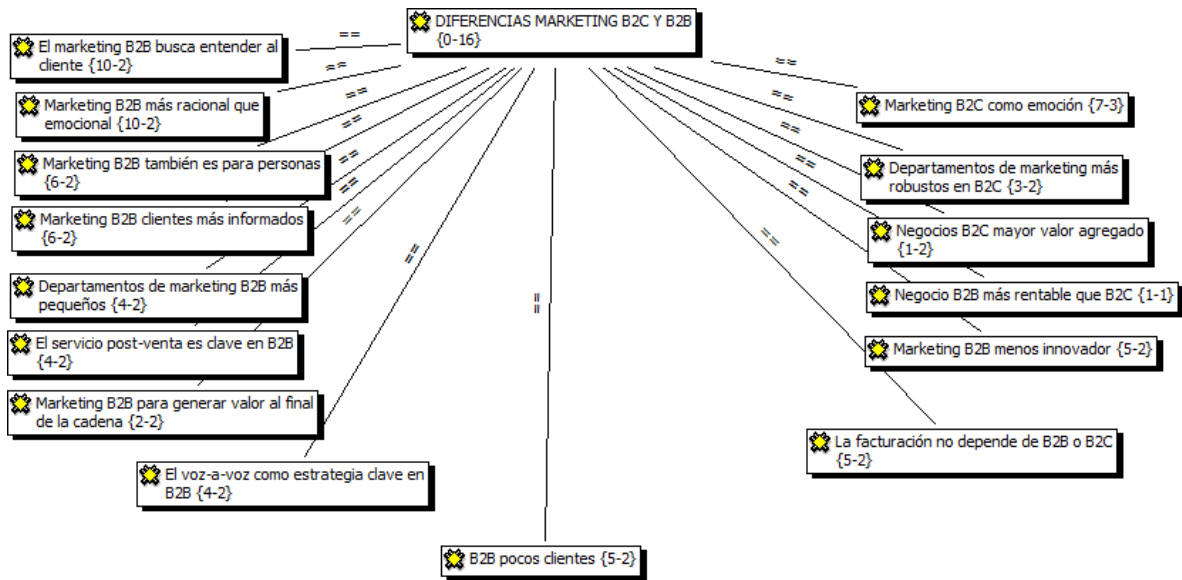 DIFERENCIAS MARKETING B2C Y B2B
{0-16}
El marketing B2B busca entender al
cliente {10-2}
Marketing B2B más racional que
emocional {10-2}
Marketing B2B también es para personas
{6-2}
Marketing B2B clientes más informados
{6-2}
Departamentos de marketing B2B más
pequeños {4-2}
El servicio post-venta es clave en B2B
{4-2}
Marketing B2B para generar valor al final
de la cadena {2-2}
El voz-a-voz como estrategia clave en
B2B {4-2}
B2B pocos clientes {5-2}
Marketing B2C como emoción {7-3}
Departamentos de marketing más
robustos en B2C {3-2}
Negocios B2C mayor valor agregado
{1-2}
Negocio B2B más rentable que B2C {1-1}
Marketing B2B menos innovador {5-2}
La facturación no depende de B2B o B2C
{5-2}
==
==
==
==
==
==
==
==
==
==
==
==
==
==